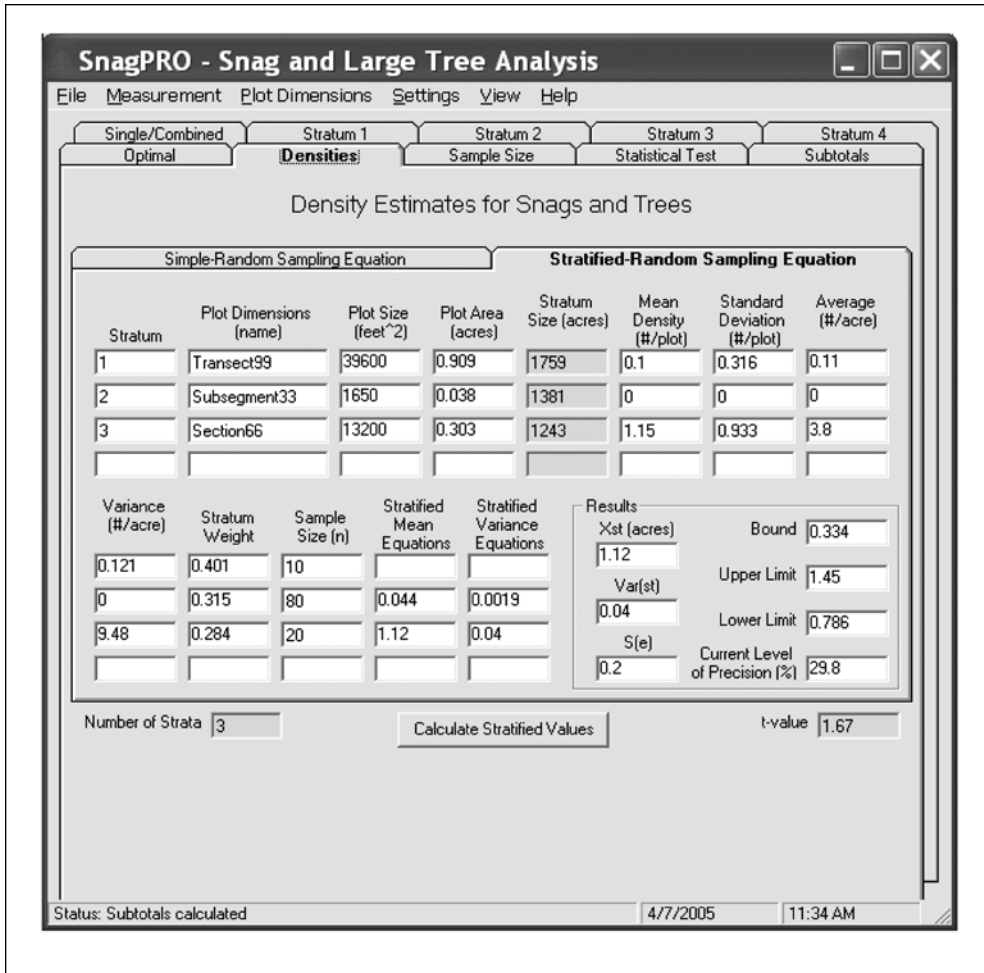 SnagPRO - Snag and Large Tree Analysis
File Measurement Plot Dimensions Settings View Help
Single/Combined Stratum 1 Stratum 2 Stratum 3 Stratum 4
Optimal Densities Sample Size Statistical Test Subtotals
Density Estimates for Snags and Trees
Simple-Random Sampling Equation Stratified-Random Sampling Equation
Stratum Plot Dimensions (name) Plot Size (feet^2) Plot Area (acres) Stratum Size (acres) Mean Density (#/plot) Standard Deviation (#/plot) Average (#/acre)
1 Transect99 39600 0.909 1759 0.1 0.316 0.11
2 Subsegment33 1650 0.038 1381 0 0 0
3 Section66 13200 0.303 1243 1.15 0.933 3.8
Variance (#/acre) Stratum Weight Sample Size (n) Stratified Mean Equations Stratified Variance Equations
0.121 0.401 10
0 0.315 80 0.044 0.0019
9.48 0.284 20 1.12 0.04
Results
Xst (acres)
1.12
Var(st)
0.04
S(e)
0.2
Bound 0.334
Upper Limit 1.45
Lower Limit 0.786
Current Level of Precision (%) 29.8
Number of Strata 3 Calculate Stratified Values t-value 1.67
Status: Subtotals calculated 4/7/2005 11:34 AM